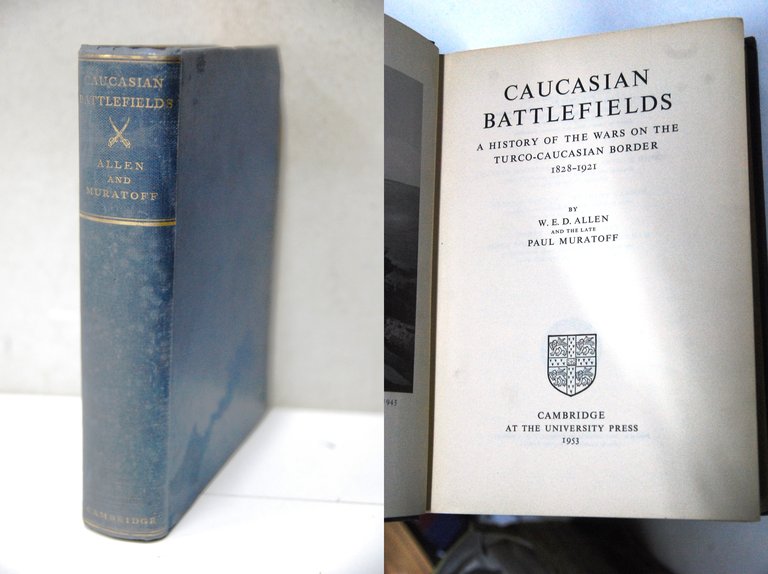 CAUCASIAN
BATTLEFIELDS
ALLEN
AND
MURATOFF
CAMBRIDGE
CAUCASIAN
BATTLEFIELDS
A HISTORY OF THE WARS ON THE
TURCO-CAUCASIAN BORDER
1828-1921
BY
W. E. D. ALLEN
AND THE LATE
PAUL MURATOFF
CAMBRIDGE
AT THE UNIVERSITY PRESS
1953
1943